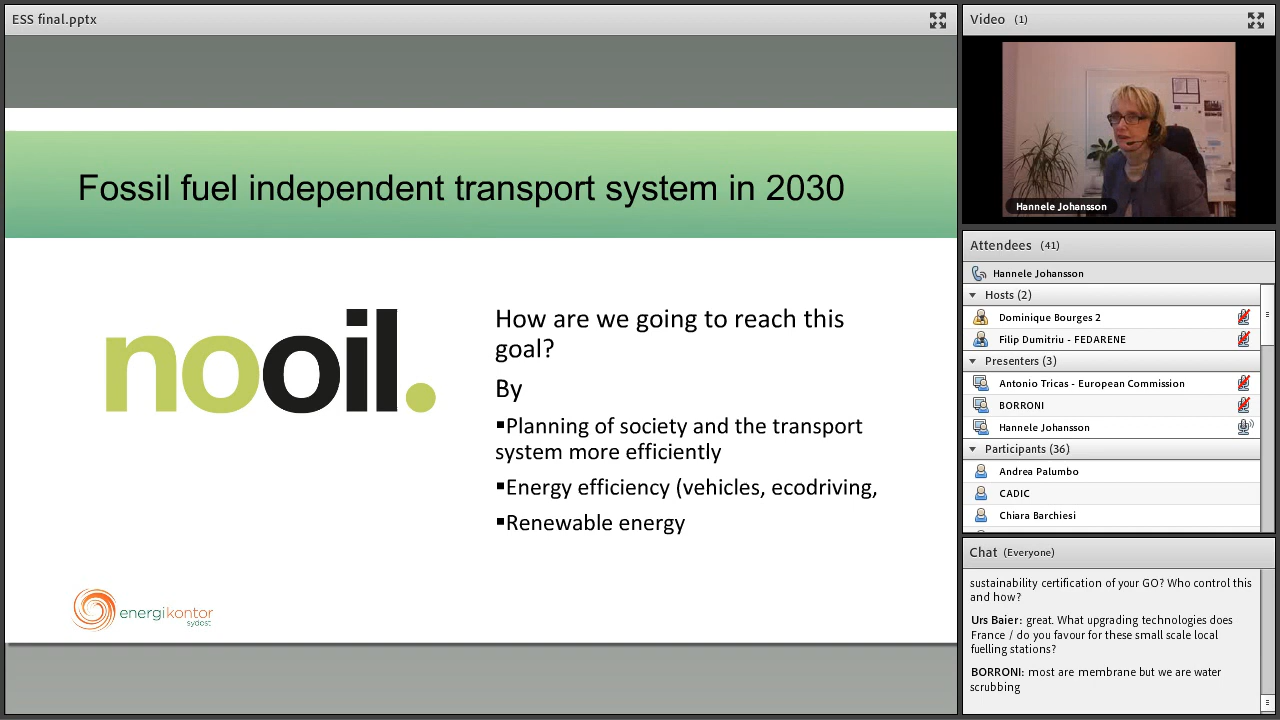 ESS final.pptx
Fossil fuel independent transport system in 2030
nooil.
How are we going to reach this
goal?
By
▪Planning of society and the transport
system more efficiently
▪Energy efficiency (vehicles, ecodriving,
▪Renewable energy
energikontor
sydost
Video (1)
Hannele Johansson
Attendees (41)
Hannele Johansson
Hosts (2)
Dominique Bourges 2
Filip Dumitriu - FEDARENE
Presenters (3)
Antonio Tricas - European Commission
BORRONI
Hannele Johansson
Participants (36)
Andrea Palumbo
CADIC
Chiara Barchiesi
Chat (Everyone)
sustainability certification of your GO? Who control this
and how?
Urs Baier: great. What upgrading technologies does
France / do you favour for these small scale local
fuelling stations?
BORRONI: most are membrane but we are water
scrubbing